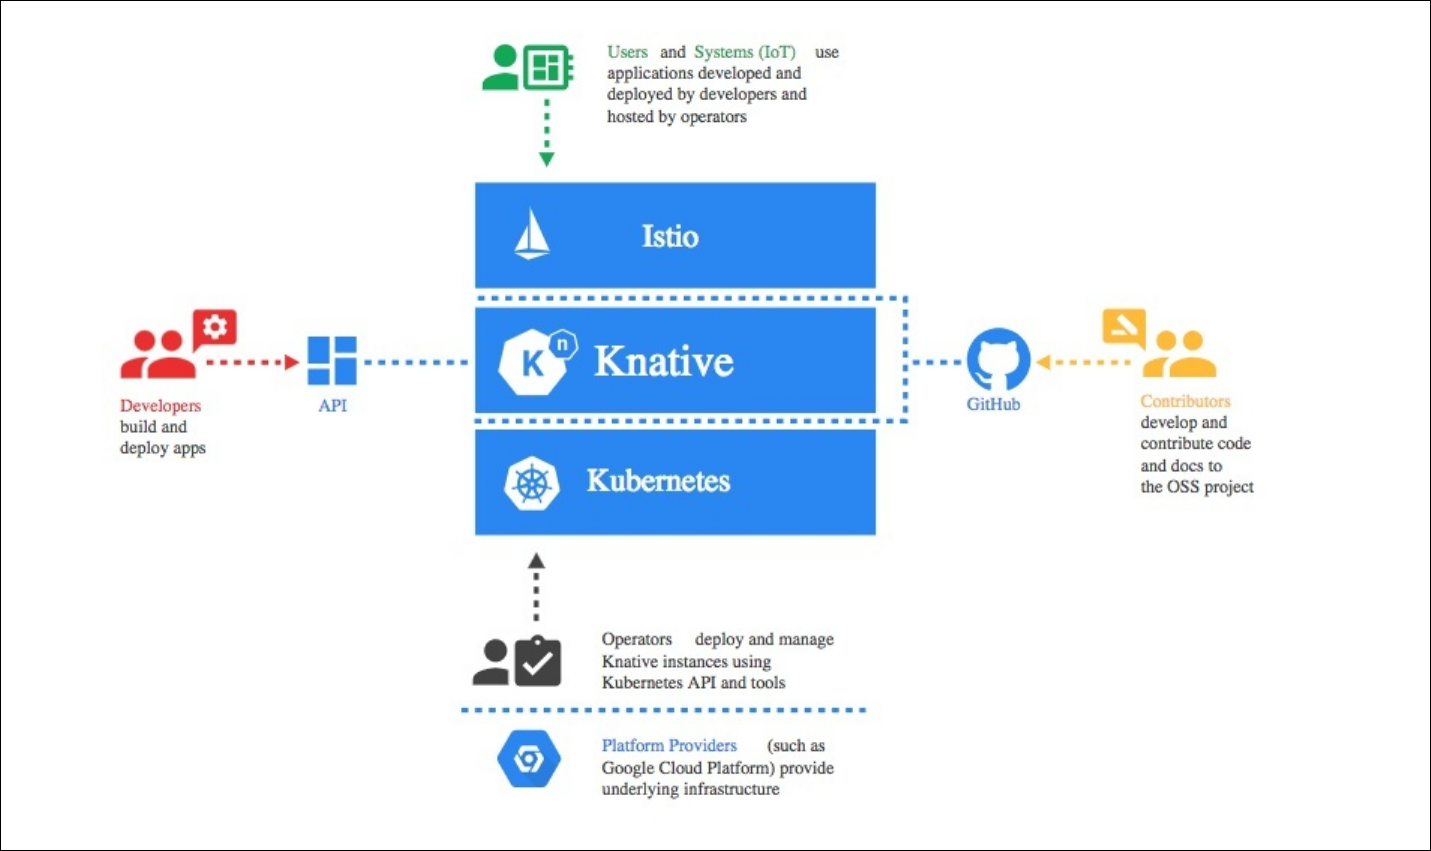 Users and Systems (IoT) use
applications developed and
deployed by developers and
hosted by operators
Istio
K n
Knative
Developers
build and
deploy apps
API
GitHub
Contributors
develop and
contribute code
and docs to
the OSS project
Kubernetes
Operators deploy and manage
Knative instances using
Kubernetes API and tools
Platform Providers (such as
Google Cloud Platform) provide
underlying infrastructure